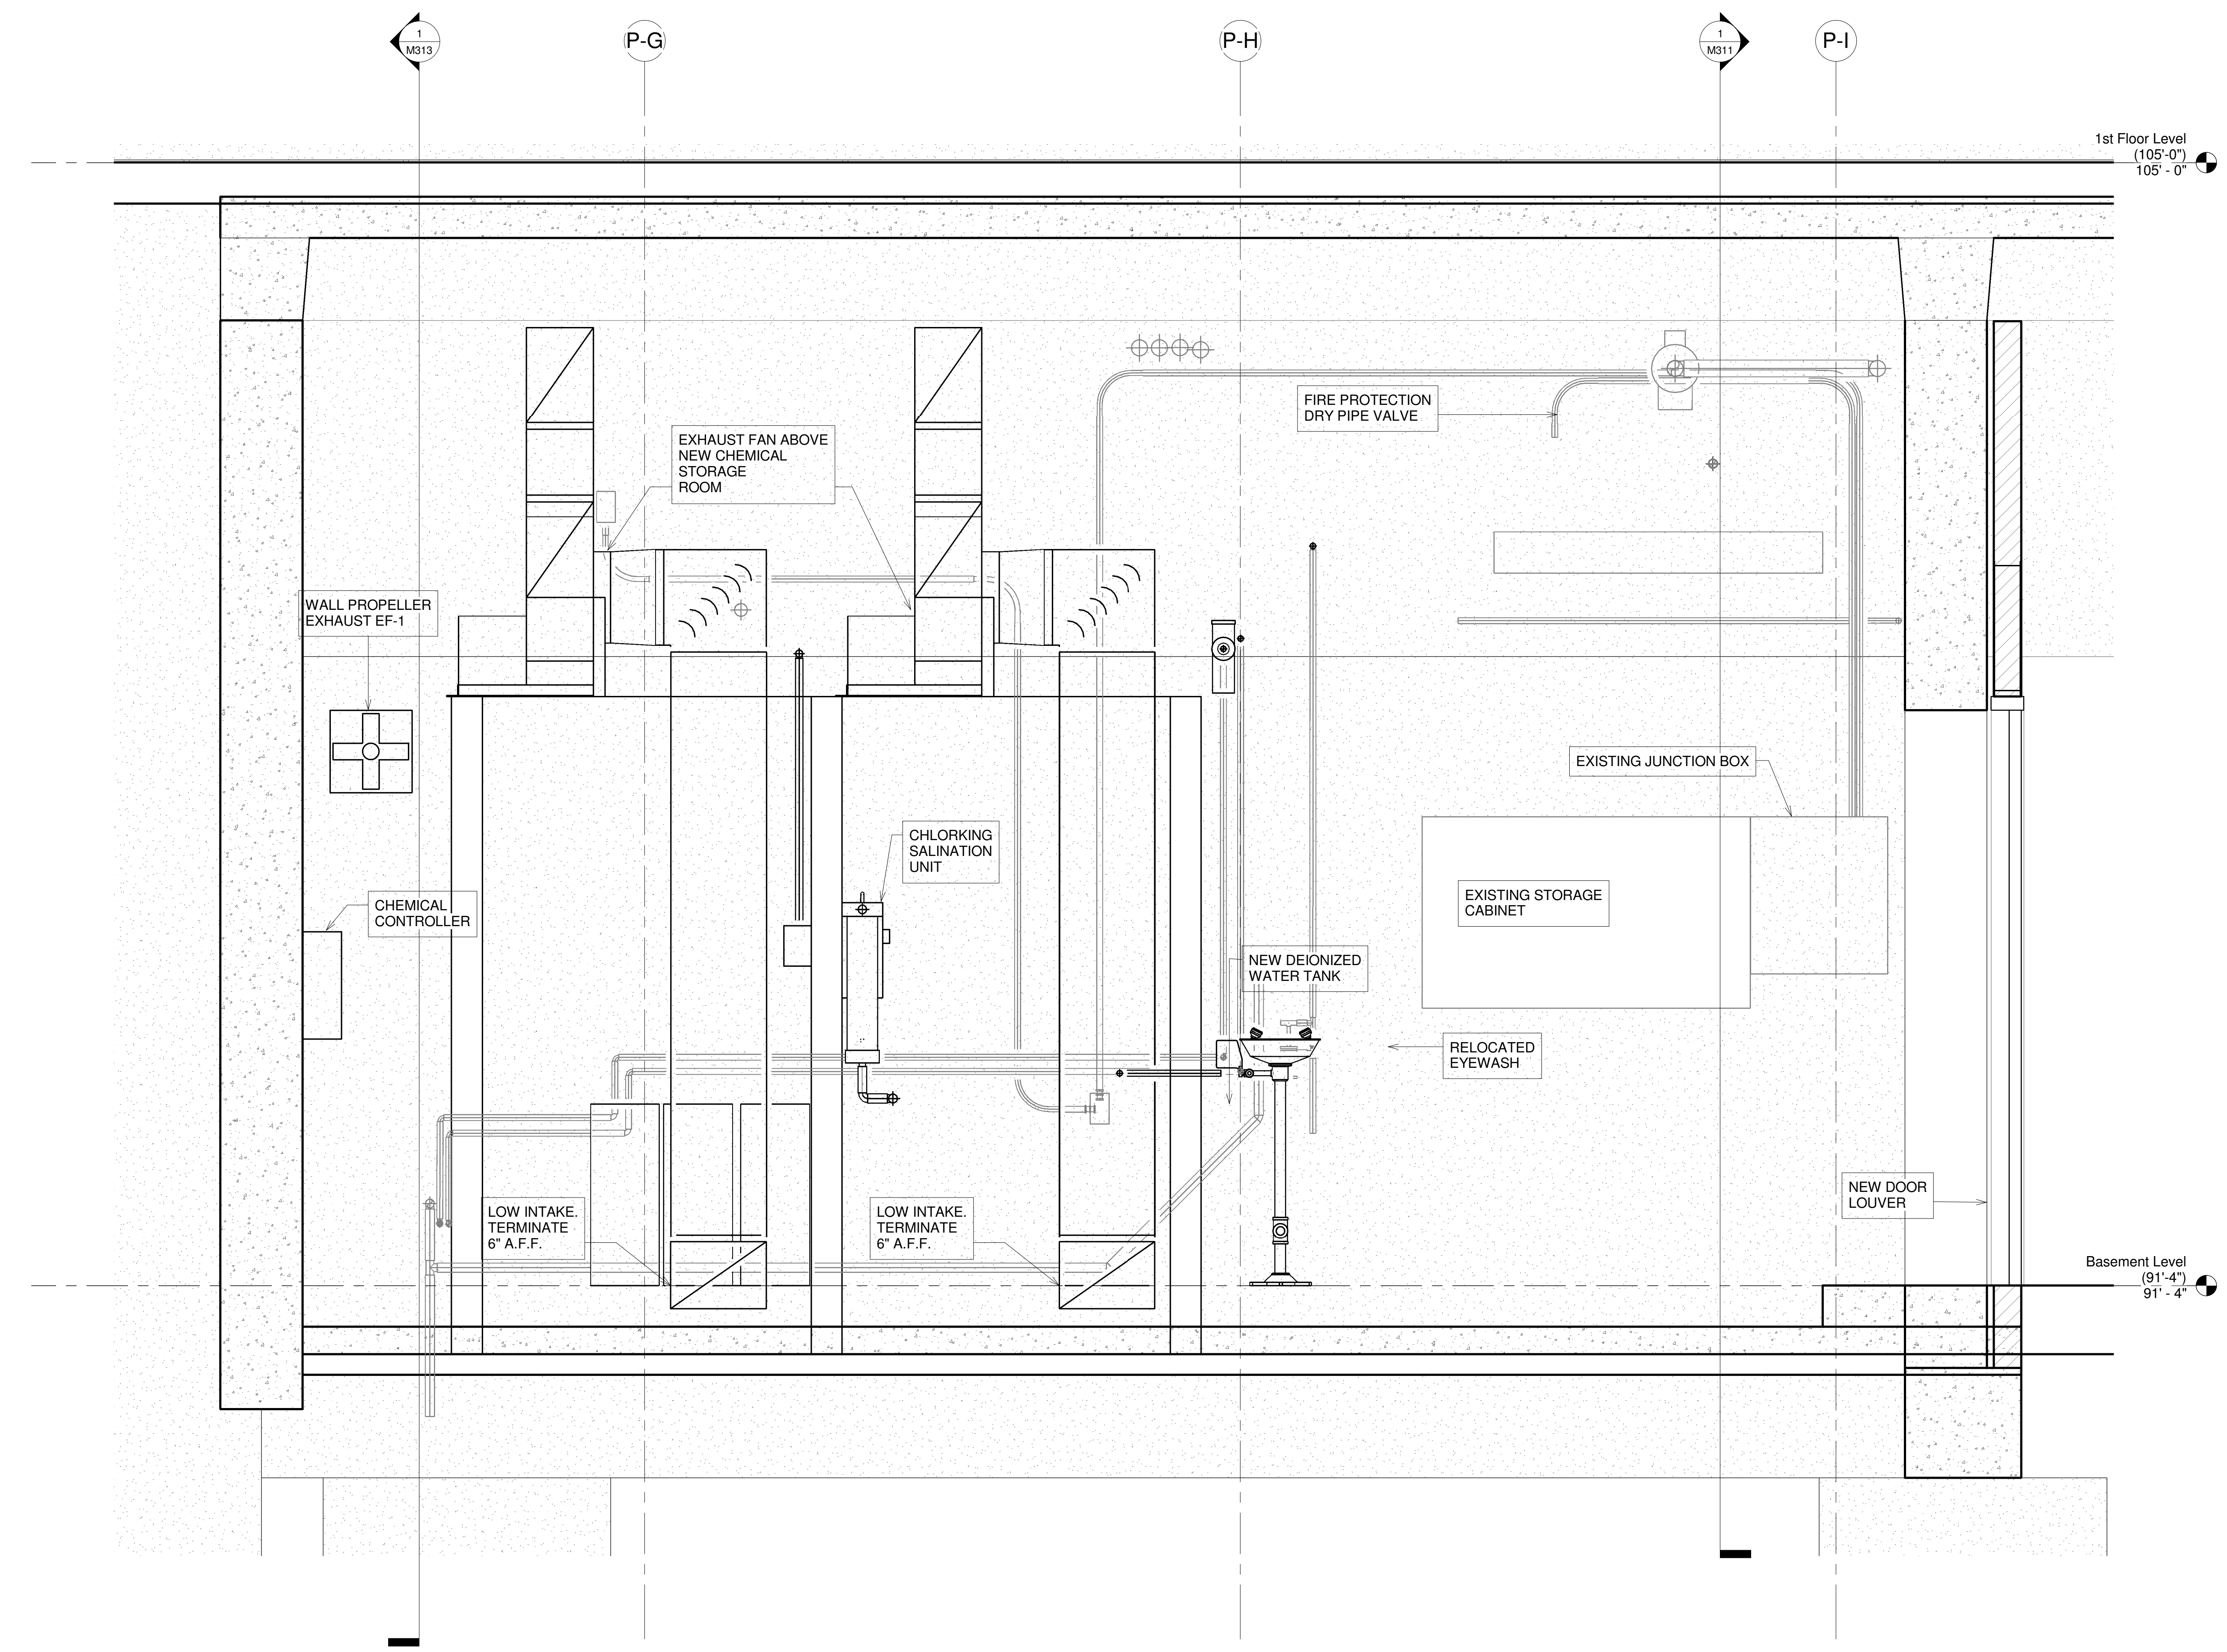 1
M313
P-G
P-H
1
M311
P-I
1st Floor Level
(105'-0")
105' - 0"
FIRE PROTECTION
DRY PIPE VALVE
EXHAUST FAN ABOVE
NEW CHEMICAL
STORAGE
ROOM
WALL PROPELLER
EXHAUST EF-1
EXISTING JUNCTION BOX
CHLORKING
SALINATION
UNIT
CHEMICAL
CONTROLLER
EXISTING STORAGE
CABINET
NEW DEIONIZED
WATER TANK
RELOCATED
EYEWASH
NEW DOOR
LOUVER
LOW INTAKE.
TERMINATE
6" A.F.F.
LOW INTAKE.
TERMINATE
6" A.F.F.
Basement Level
(91'-4")
91' - 4"